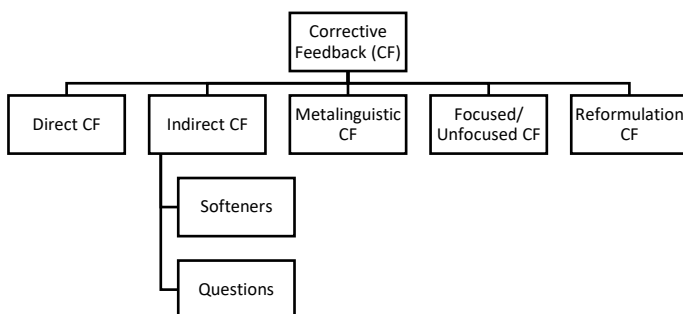 Corrective
Feedback (CF)
Direct CF
Indirect CF
Metalinguistic
CF
Focused/
Unfocused CF
Reformulation
CF
Softeners
Questions